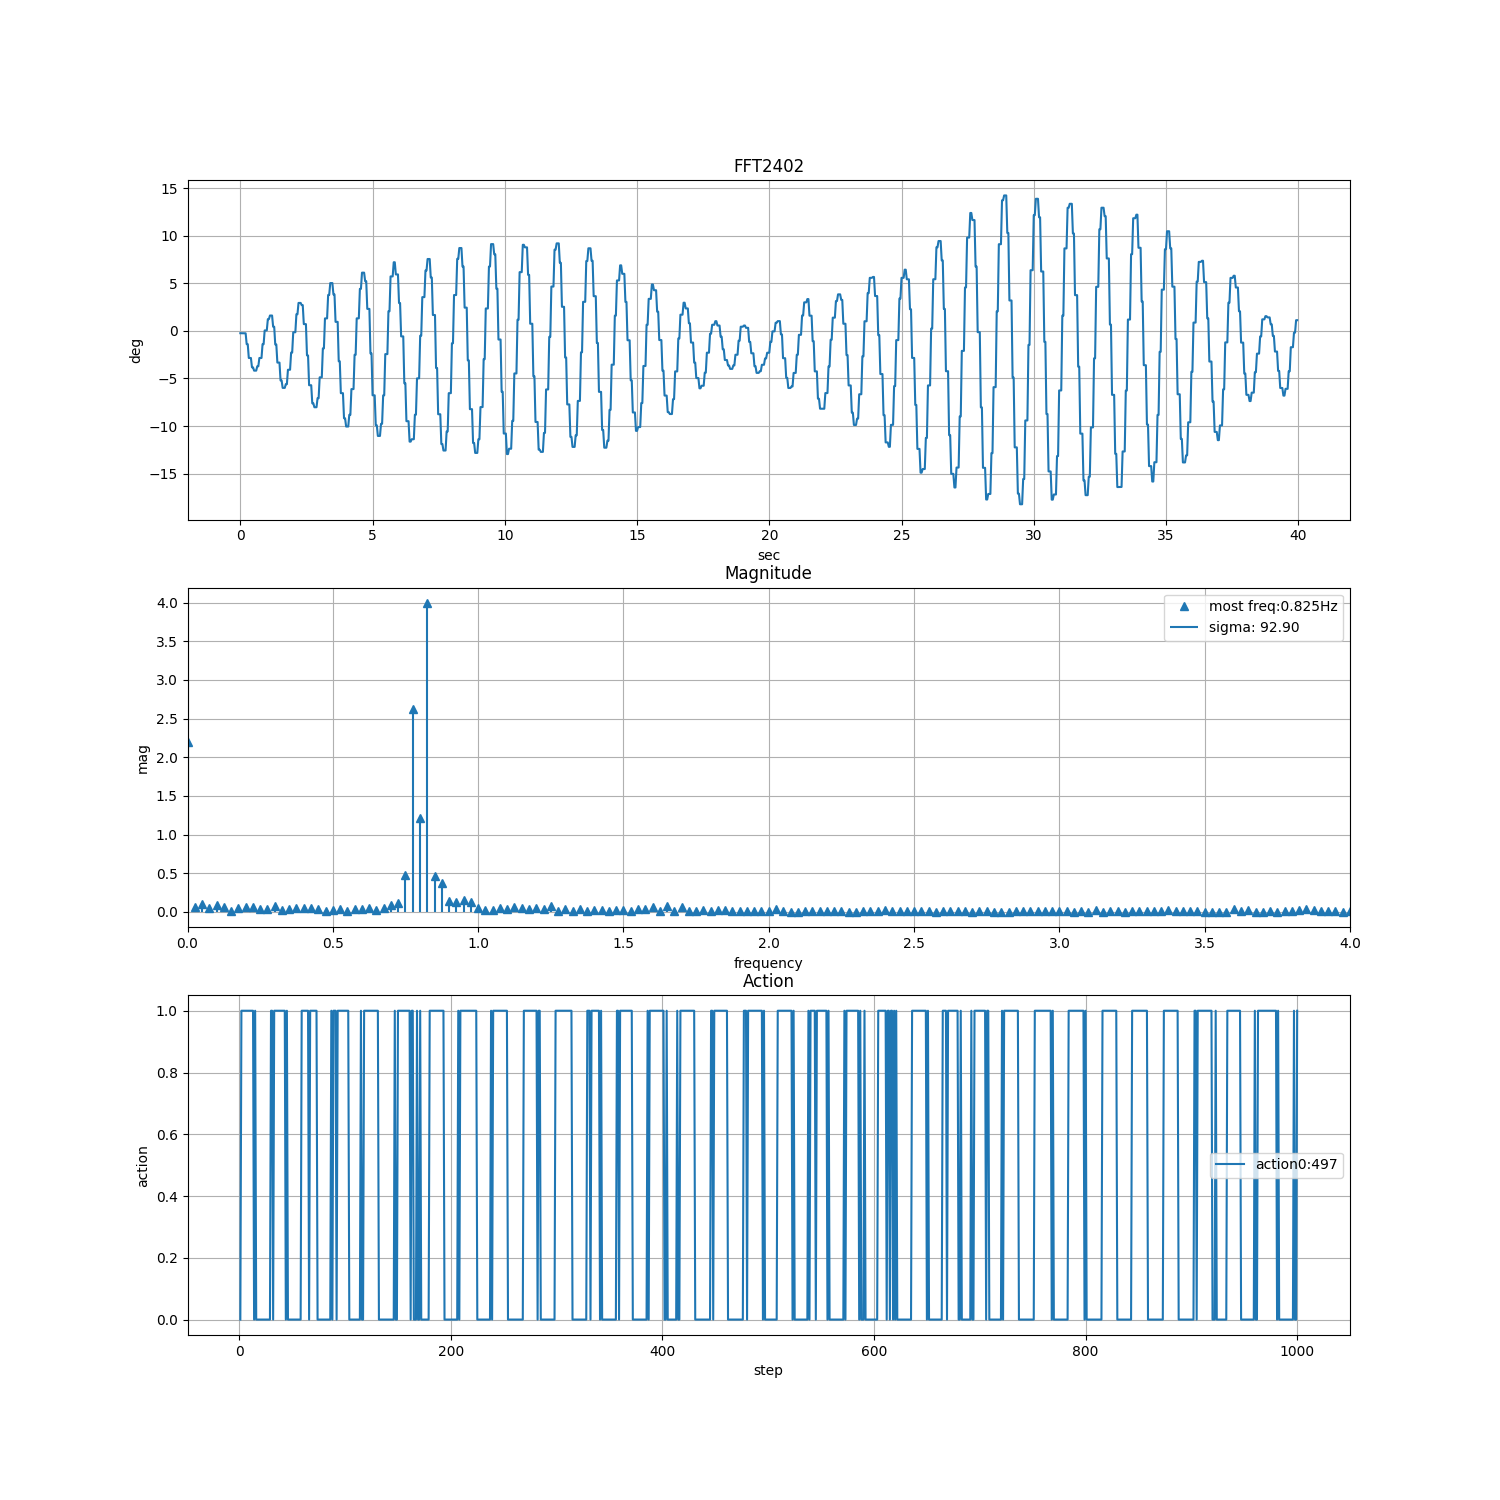 FFT2402
15
10
5
0
−5
−10
−15
deg
0 5 10 15 20 25 30 35 40
sec
Magnitude
4.0
3.5
3.0
2.5
2.0
1.5
1.0
0.5
0.0
mag
most freq:0.825Hz
sigma: 92.90
0.0 0.5 1.0 1.5 2.0 2.5 3.0 3.5 4.0
frequency
Action
1.0
0.8
0.6
0.4
0.2
0.0
action
action0:497
0 200 400 600 800 1000
step